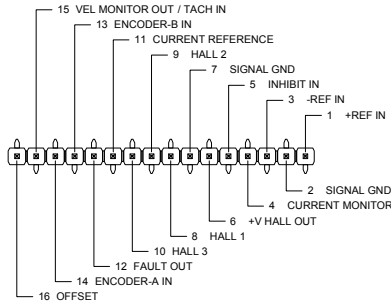 15 VEL MONITOR OUT / TACH IN
13 ENCODER-B IN
11 CURRENT REFERENCE
9 HALL 2
7 SIGNAL GND
5 INHIBIT IN
3 -REF IN
1 +REF IN
2 SIGNAL GND
4 CURRENT MONITOR
6 +V HALL OUT
8 HALL 1
10 HALL 3
12 FAULT OUT
14 ENCODER-A IN
16 OFFSET